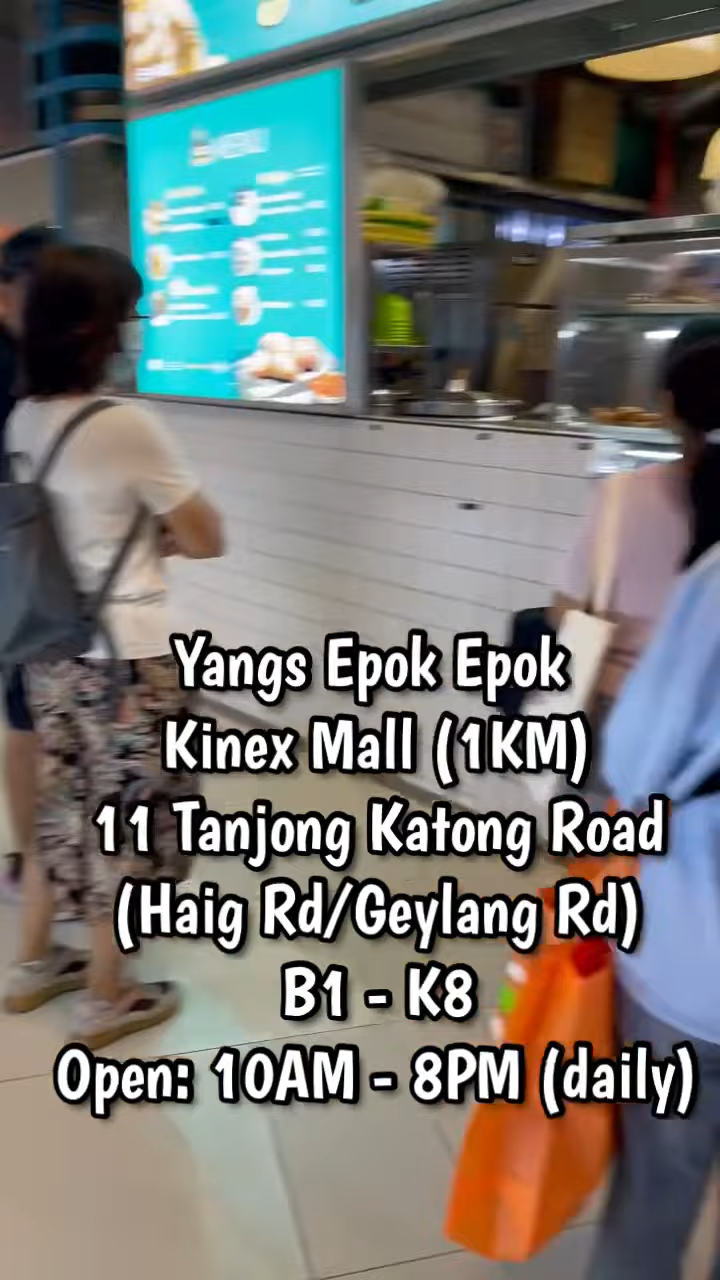 MENU
Yangs Epok Epok
Kinex Mall (1KM)
11 Tanjong Katong Road
(Haig Rd/Geylang Rd)
B1 - K8
Open: 10AM - 8PM (daily)